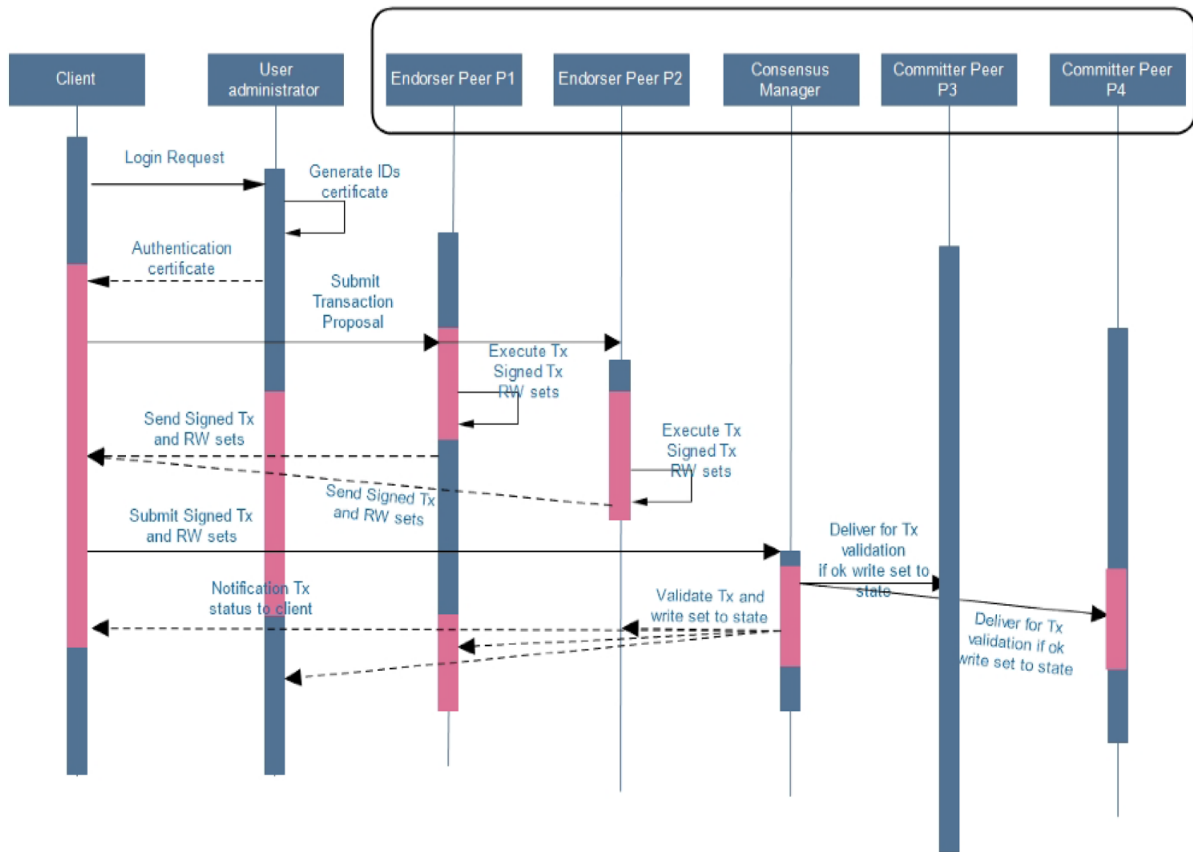 Client
User
administrator
Endorser Peer P1
Endorser Peer P2
Consensus
Manager
Committer Peer
P3
Committer Peer
P4
Login Request
Generate IDs
certificate
Authentication
certificate
Submit
Transaction
Proposal
Execute Tx
Signed Tx
RW sets
Send Signed Tx
and RW sets
Execute Tx
Signed Tx
RW sets
Send Signed Tx
and RW sets
Submit Signed Tx
and RW sets
Deliver for Tx
validation
if ok write set to
state
Notification Tx
status to client
Validate Tx and
write set to state
Deliver for Tx
validation if ok
write set to state